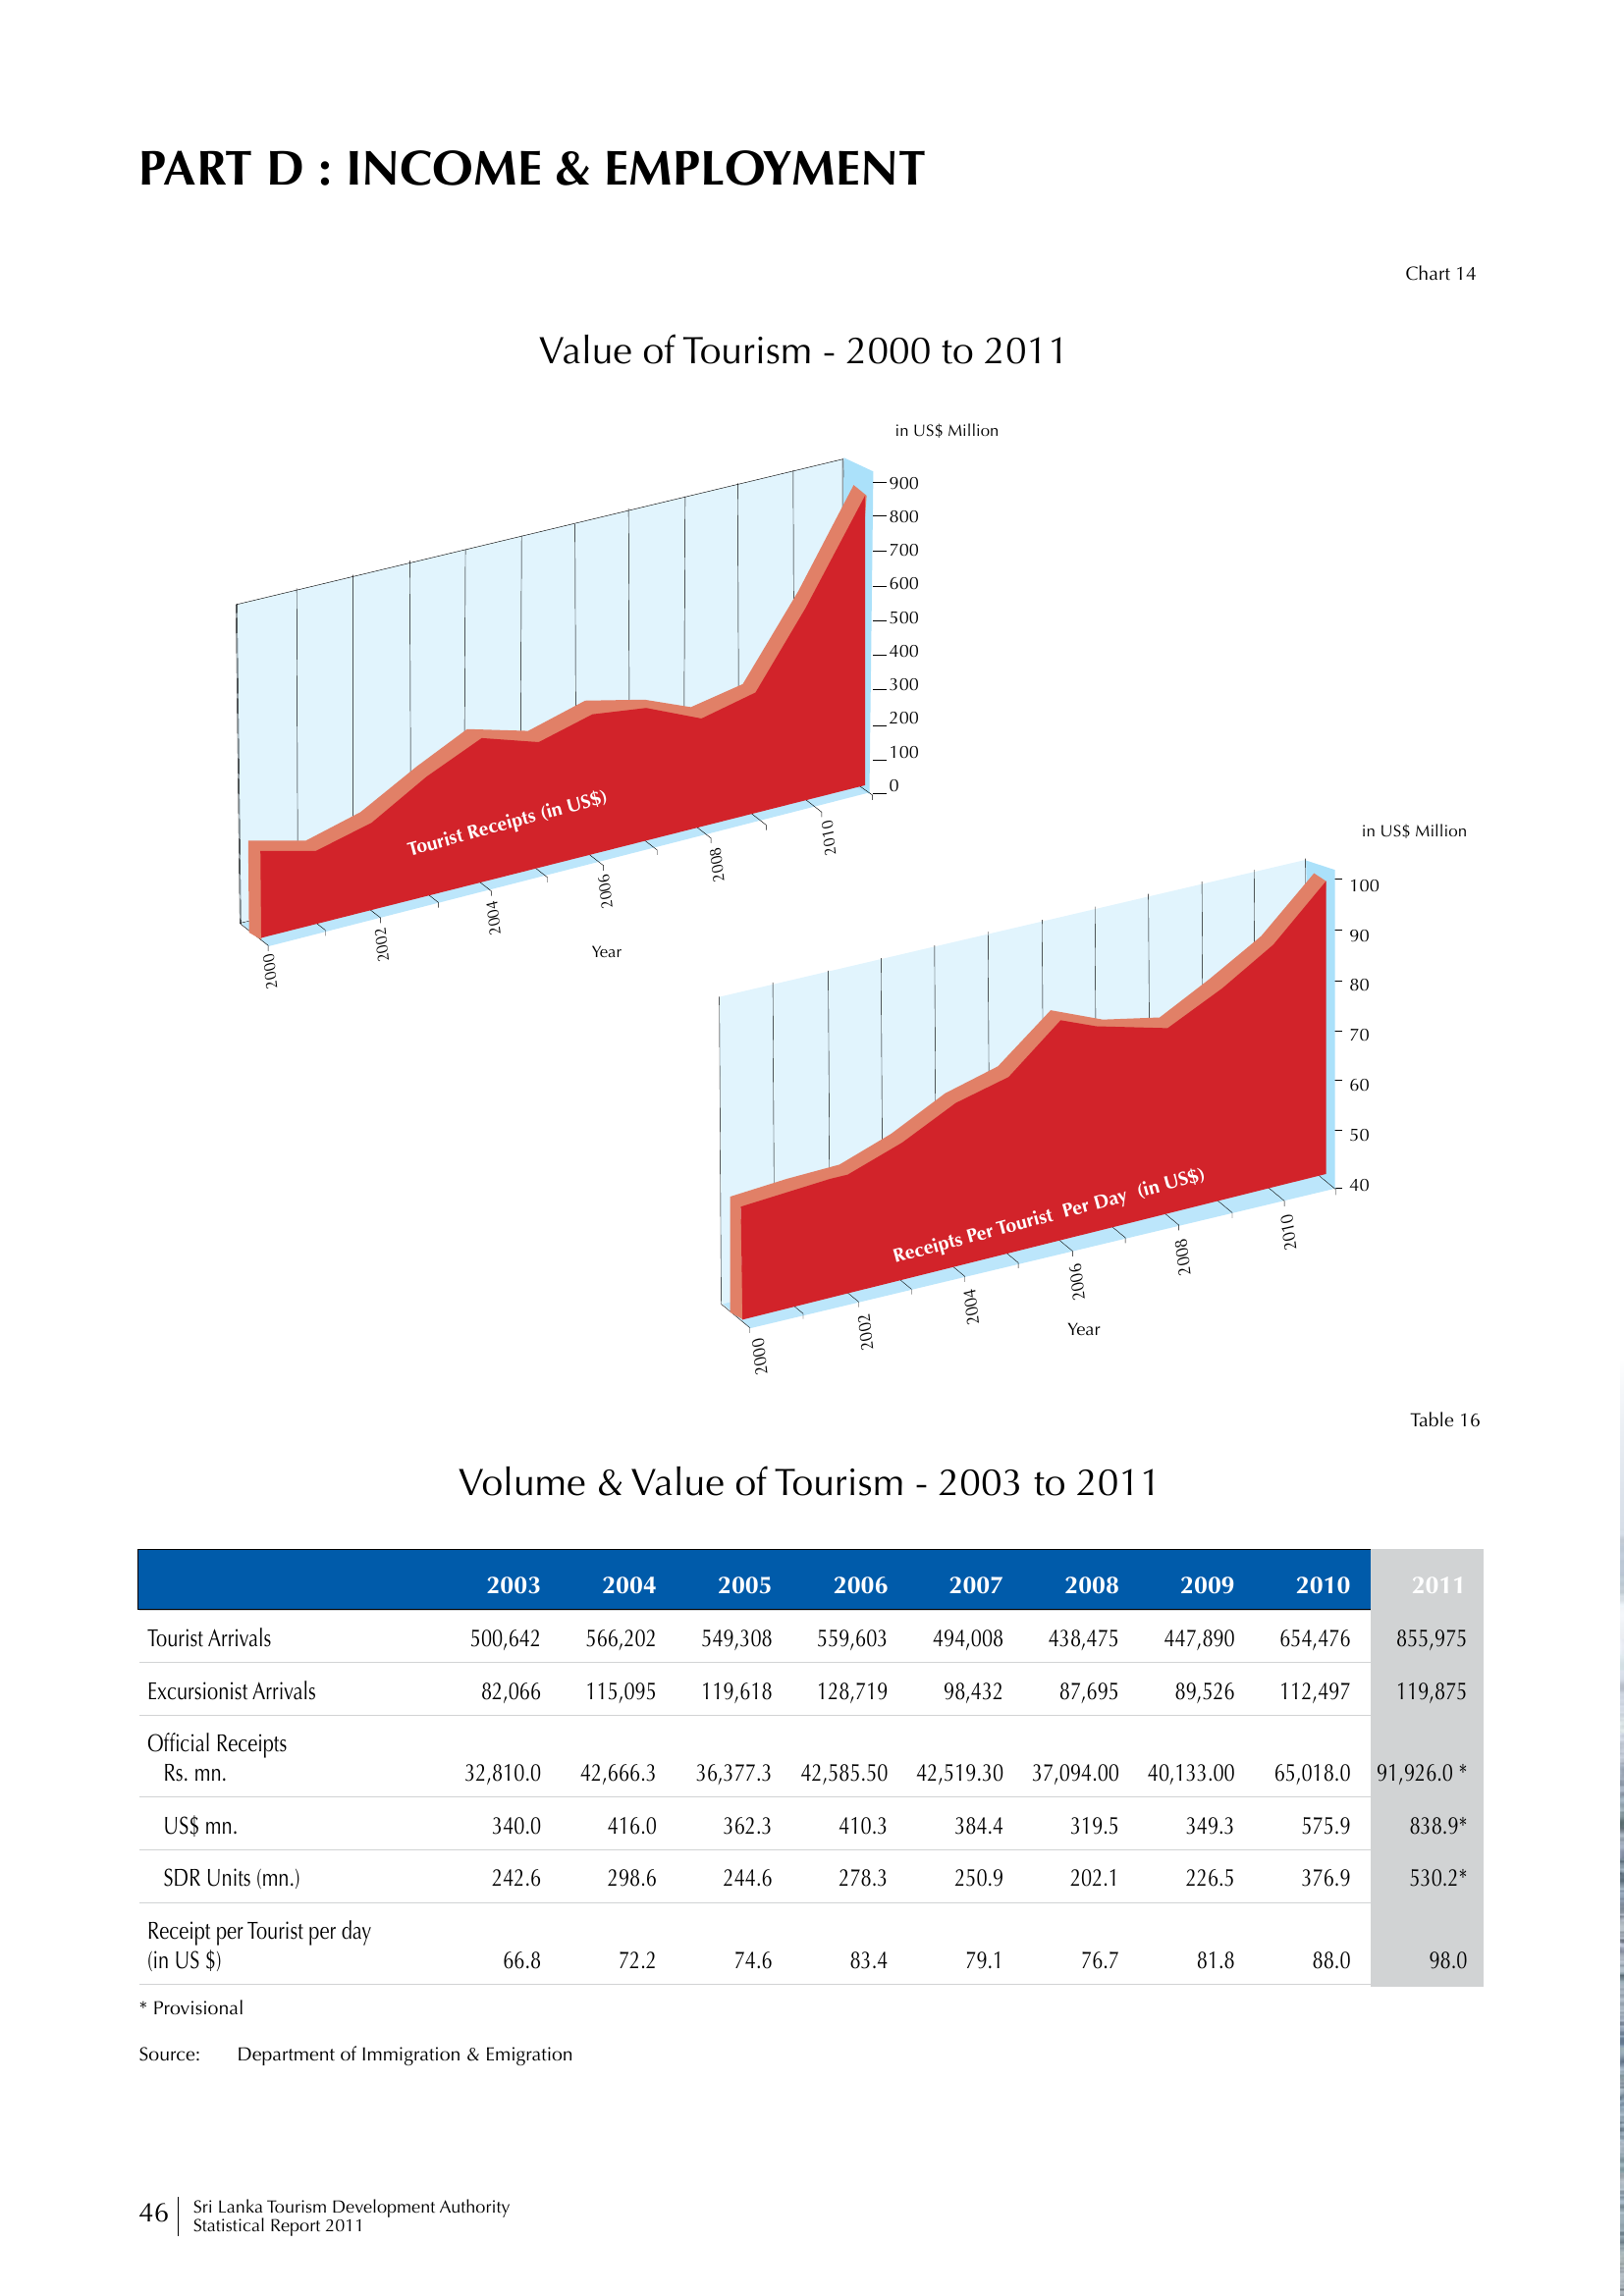 PART D : INCOME & EMPLOYMENT
Chart 14
Value of Tourism - 2000 to 2011
in US$ Million
900
800
700
600
500
400
300
200
100
0
Tourist Receipts (in US$)
2000
2002
2004
2006
2008
2010
Year
in US$ Million
100
90
80
70
60
50
40
Receipts Per Tourist Per Day (in US$)
2000
2002
2004
2006
2008
2010
Year
Table 16
Volume & Value of Tourism - 2003 to 2011
2003 2004 2005 2006 2007 2008 2009 2010 2011
Tourist Arrivals 500,642 566,202 549,308 559,603 494,008 438,475 447,890 654,476 855,975
Excursionist Arrivals 82,066 115,095 119,618 128,719 98,432 87,695 89,526 112,497 119,875
Official Receipts
Rs. mn. 32,810.0 42,666.3 36,377.3 42,585.50 42,519.30 37,094.00 40,133.00 65,018.0 91,926.0 *
US$ mn. 340.0 416.0 362.3 410.3 384.4 319.5 349.3 575.9 838.9*
SDR Units (mn.) 242.6 298.6 244.6 278.3 250.9 202.1 226.5 376.9 530.2*
Receipt per Tourist per day
(in US $) 66.8 72.2 74.6 83.4 79.1 76.7 81.8 88.0 98.0
* Provisional
Source: Department of Immigration & Emigration
46 Sri Lanka Tourism Development Authority
Statistical Report 2011